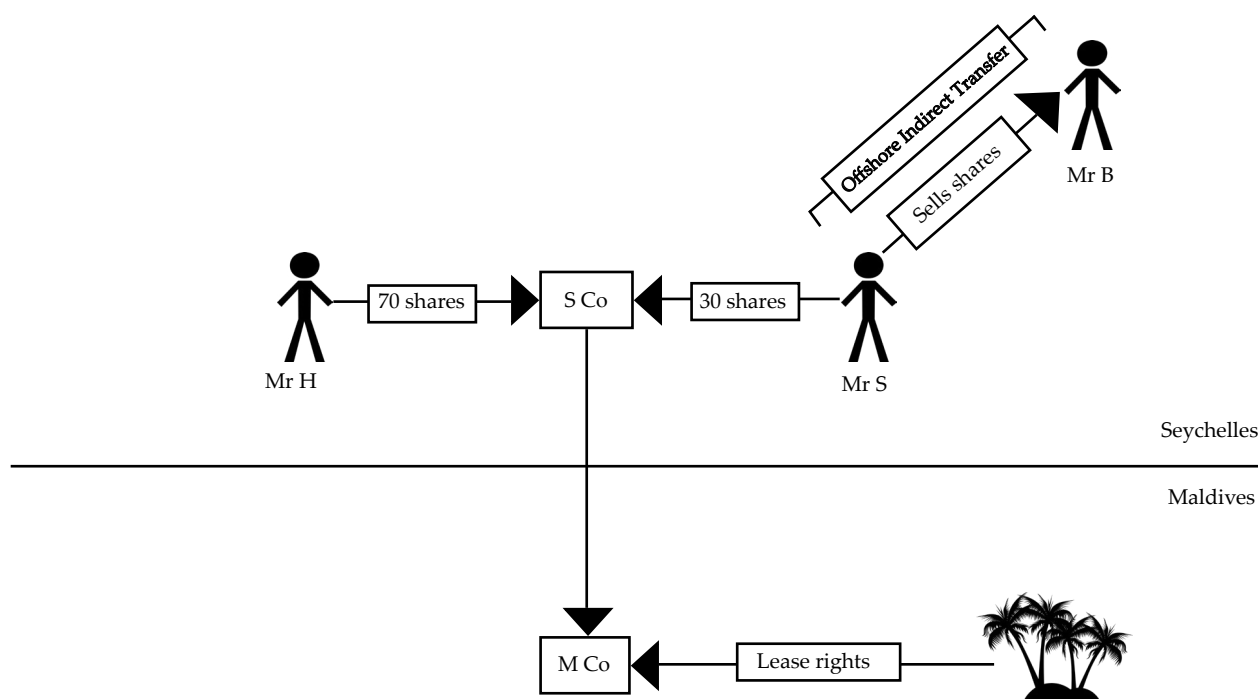 Offshore Indirect Transfer
Sells shares
Mr B
70 shares
S Co
30 shares
Mr H
Mr S
Seychelles
Maldives
M Co
Lease rights